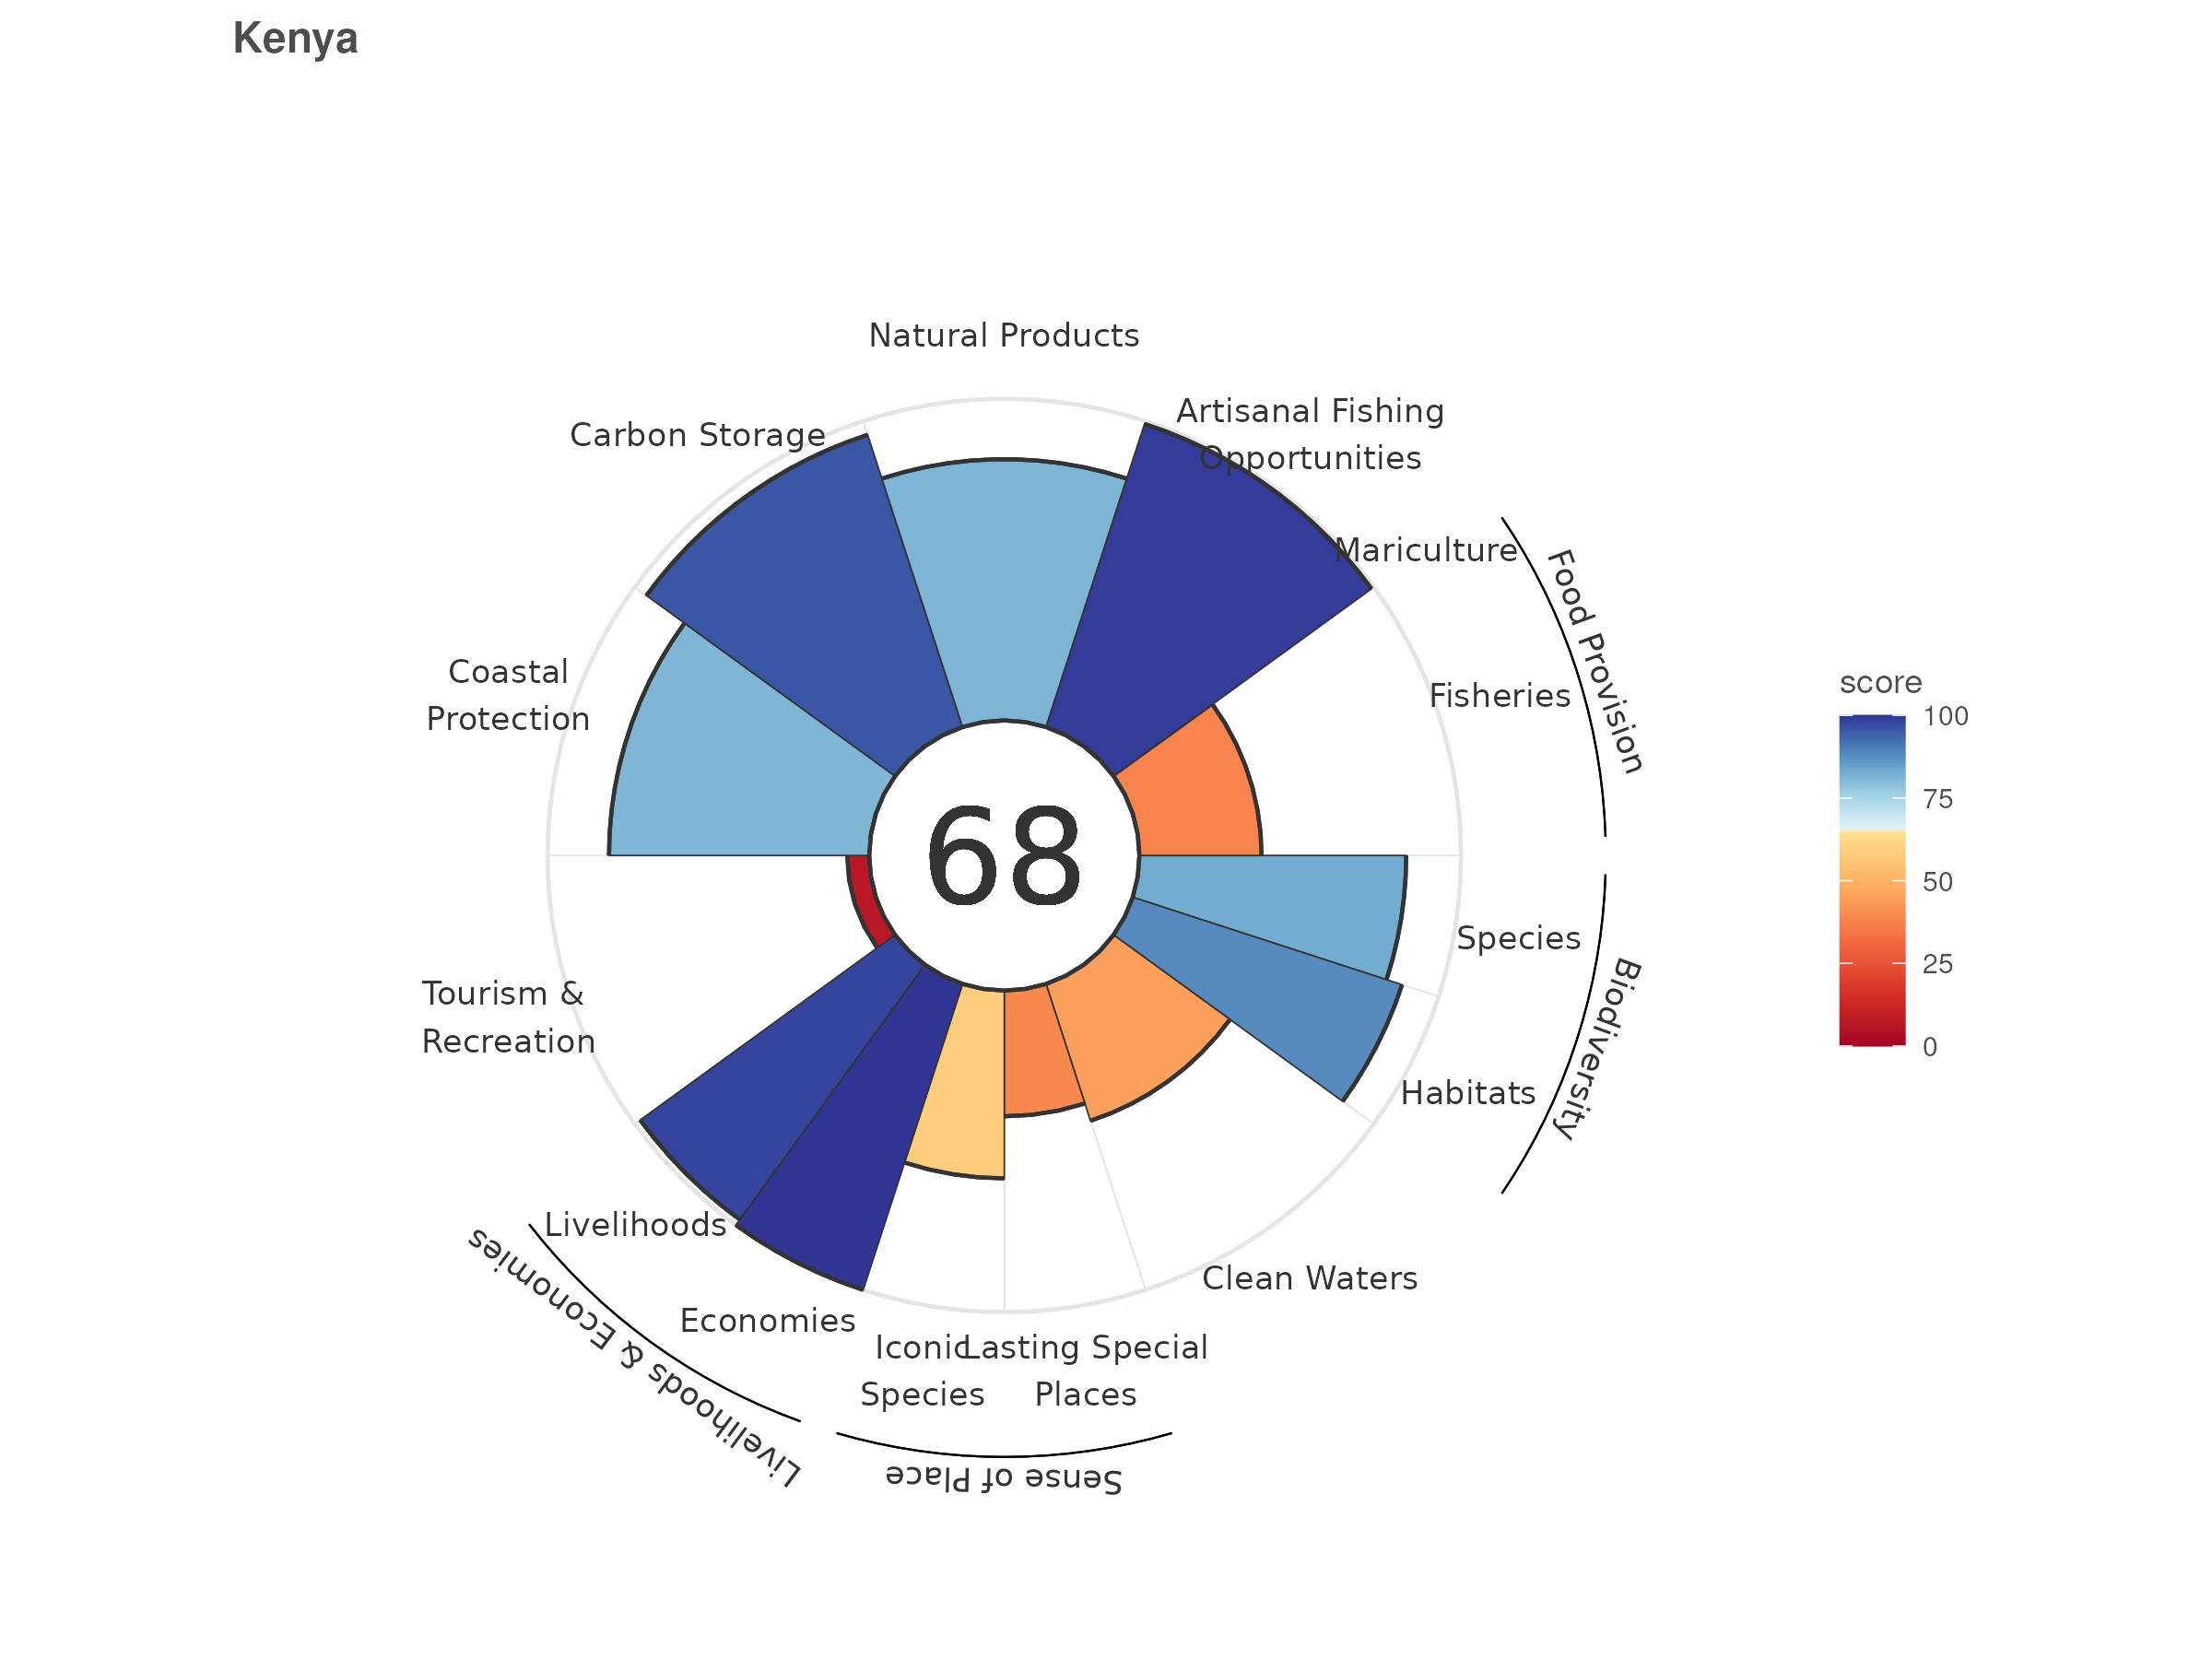 Kenya
Natural Products
Artisanal Fishing
Opportunities
Carbon Storage
Mariculture
Food Provision
Fisheries
Coastal
Protection
score
100
75
50
25
0
68
Species
Biodiversity
Habitats
Tourism &
Recreation
Livelihoods
Livelihoods & Economies
Clean Waters
Economies
Iconic
Species
Lasting Special
Places
Sense of Place